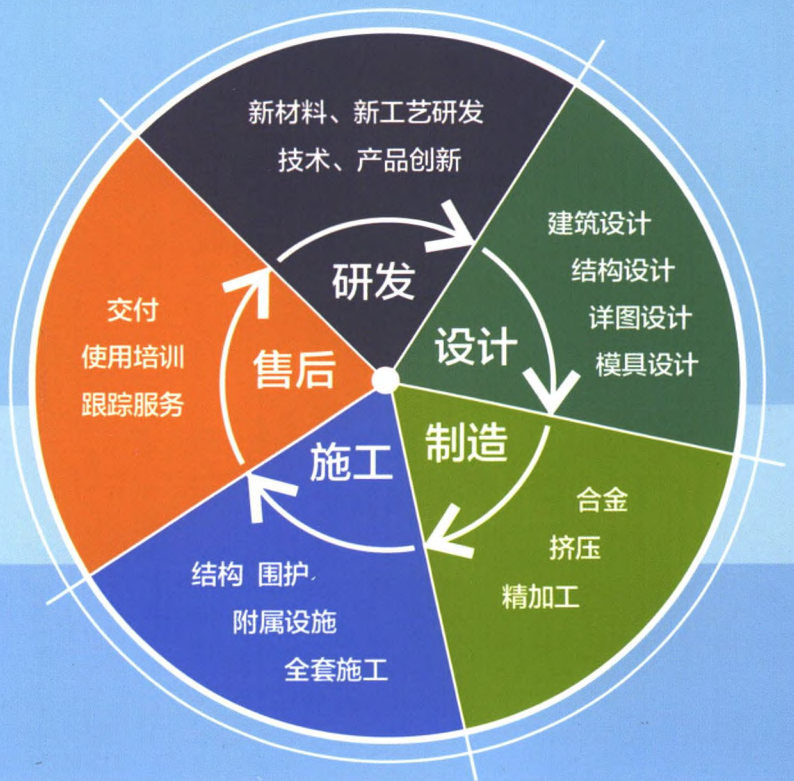 新材料、新工艺研发
技术、产品创新
研发
建筑设计
结构设计
详图设计
模具设计
设计
制造
合金
挤压
精加工
施工
结构 围护
附属设施
全套施工
售后
交付
使用培训
跟踪服务